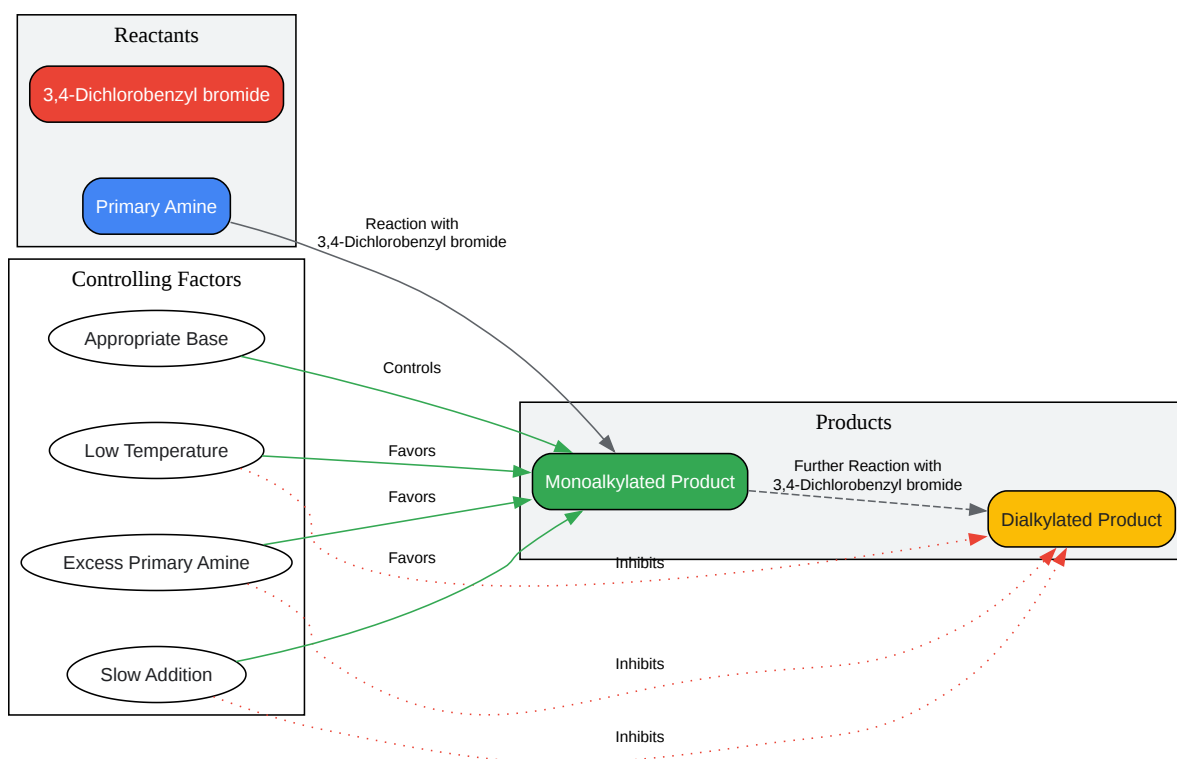 Reactants
3,4-Dichlorobenzyl bromide
Primary Amine
Reaction with
3,4-Dichlorobenzyl bromide
Controlling Factors
Appropriate Base
Controls
Low Temperature
Favors
Favors
Excess Primary Amine
Favors
Slow Addition
Products
Monoalkylated Product
Further Reaction with
3,4-Dichlorobenzyl bromide
Dialkylated Product
Inhibits
Inhibits
Inhibits